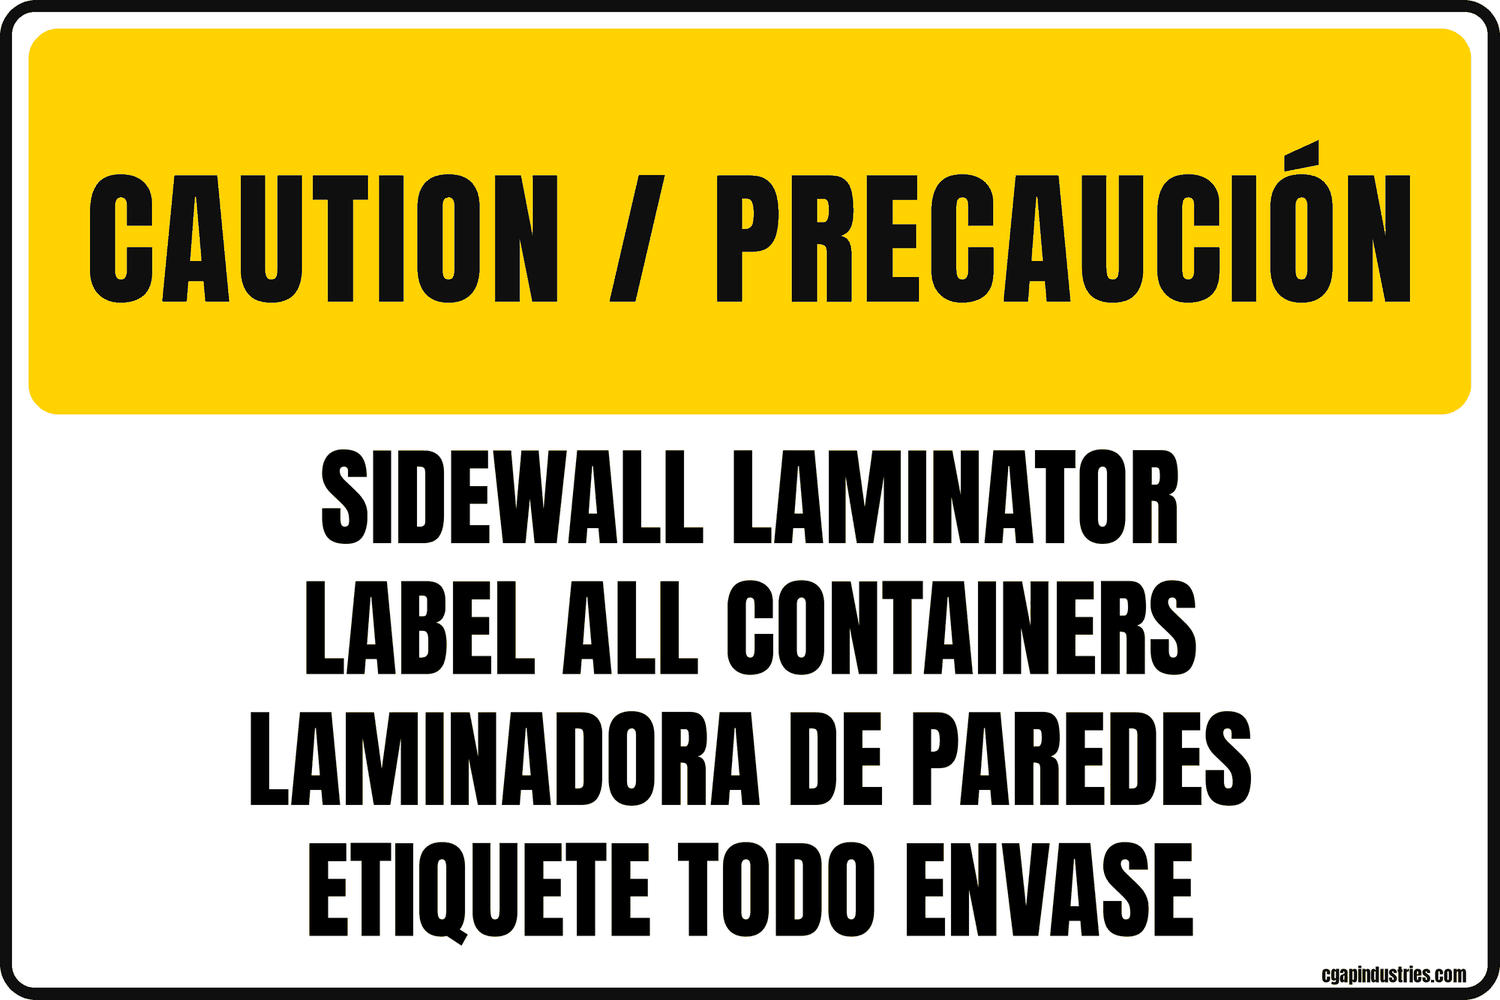 CAUTION / PRECAUCIÓN
SIDEWALL LAMINATOR
LABEL ALL CONTAINERS
LAMINADORA DE PAREDES
ETIQUETE TODO ENVASE
cgapindustries.com